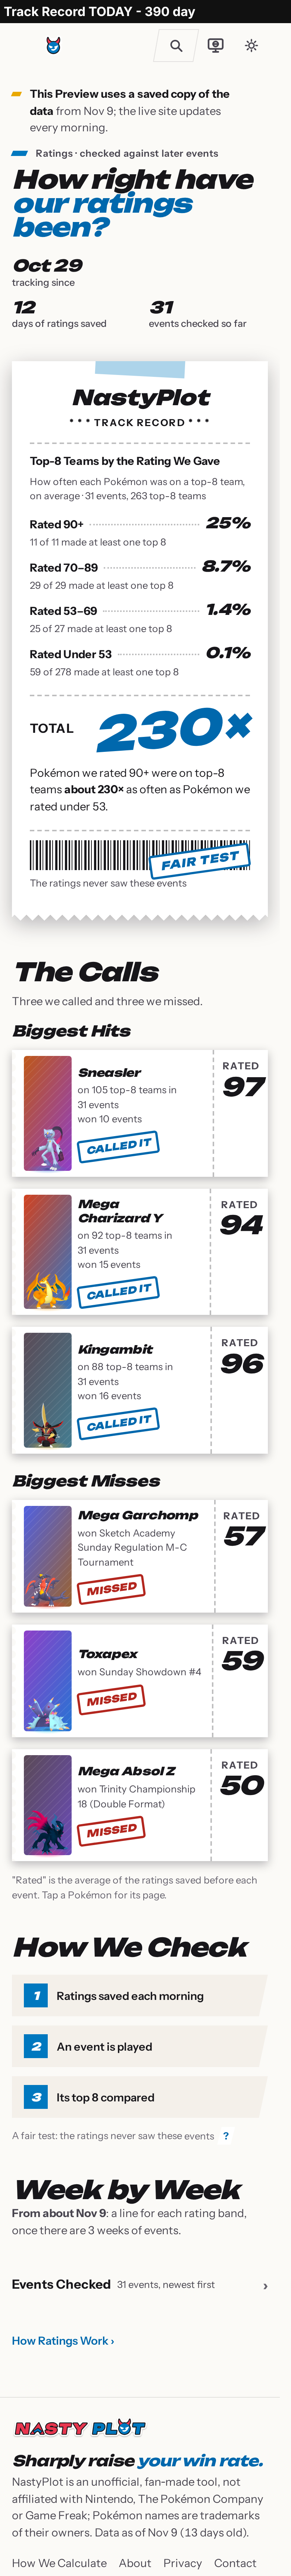 Track Record TODAY - 390 day
This Preview uses a saved copy of the
data from Nov 9; the live site updates
every morning.
Ratings · checked against later events
How right have
our ratings
been?
Oct 29
tracking since
12
days of ratings saved
31
events checked so far
NastyPlot
* * * TRACK RECORD * * *
Top-8 Teams by the Rating We Gave
How often each Pokémon was on a top-8 team,
on average · 31 events, 263 top-8 teams
Rated 90+ 25%
11 of 11 made at least one top 8
Rated 70–89 8.7%
29 of 29 made at least one top 8
Rated 53–69 1.4%
25 of 27 made at least one top 8
Rated Under 53 0.1%
59 of 278 made at least one top 8
TOTAL 230×
Pokémon we rated 90+ were on top-8
teams about 230× as often as Pokémon we
rated under 53.
FAIR TEST
The ratings never saw these events
The Calls
Three we called and three we missed.
Biggest Hits
Sneasler
on 105 top-8 teams in
31 events
won 10 events
CALLED IT
RATED
97
Mega
Charizard Y
on 92 top-8 teams in
31 events
won 15 events
CALLED IT
RATED
94
Kingambit
on 88 top-8 teams in
31 events
won 16 events
CALLED IT
RATED
96
Biggest Misses
Mega Garchomp
won Sketch Academy
Sunday Regulation M-C
Tournament
MISSED
RATED
57
Toxapex
won Sunday Showdown #4
MISSED
RATED
59
Mega Absol Z
won Trinity Championship
18 (Double Format)
MISSED
RATED
50
"Rated" is the average of the ratings saved before each
event. Tap a Pokémon for its page.
How We Check
1 Ratings saved each morning
2 An event is played
3 Its top 8 compared
A fair test: the ratings never saw these events ?
Week by Week
From about Nov 9: a line for each rating band,
once there are 3 weeks of events.
Events Checked 31 events, newest first ›
How Ratings Work ›
NASTY PLOT
Sharply raise your win rate.
NastyPlot is an unofficial, fan-made tool, not
affiliated with Nintendo, The Pokémon Company
or Game Freak; Pokémon names are trademarks
of their owners. Data as of Nov 9 (13 days old).
How We Calculate About Privacy Contact